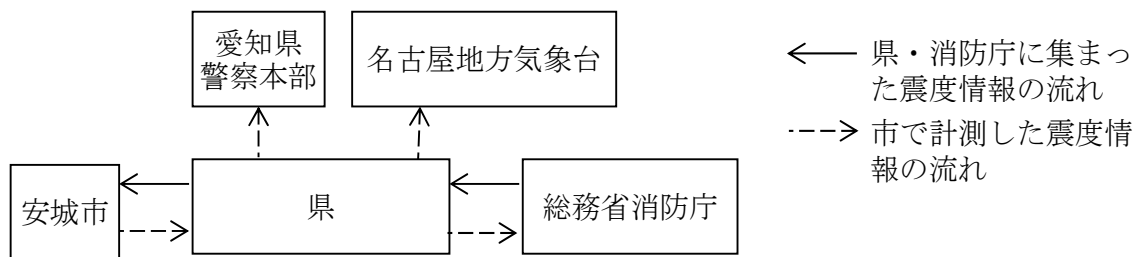 愛知県
警察本部
名古屋地方気象台
県・消防庁に集まっ
た震度情報の流れ
市で計測した震度情
報の流れ
安城市
県
総務省消防庁